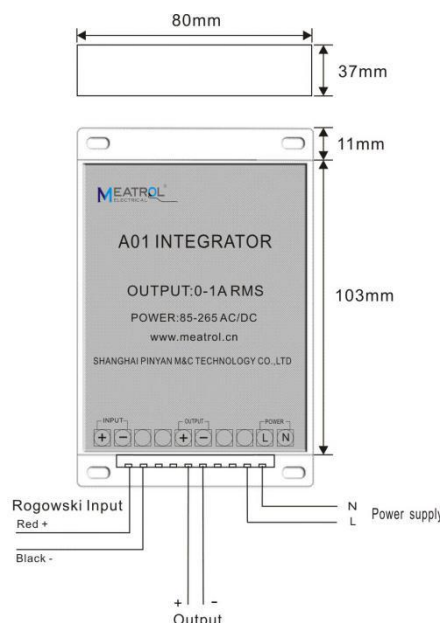 80mm
37mm
11mm
MEATROL®
ELECTRICAL
A01 INTEGRATOR
OUTPUT:0-1A RMS
103mm
POWER:85-265 AC/DC
www.meatrol.cn
SHANGHAI PINYAN M&C TECHNOLOGY CO.,LTD
INPUT OUTPUT POWER
+ − + − L N
Rogowski Input
Red +
Black -
N
L
Power supply
+ −
Output